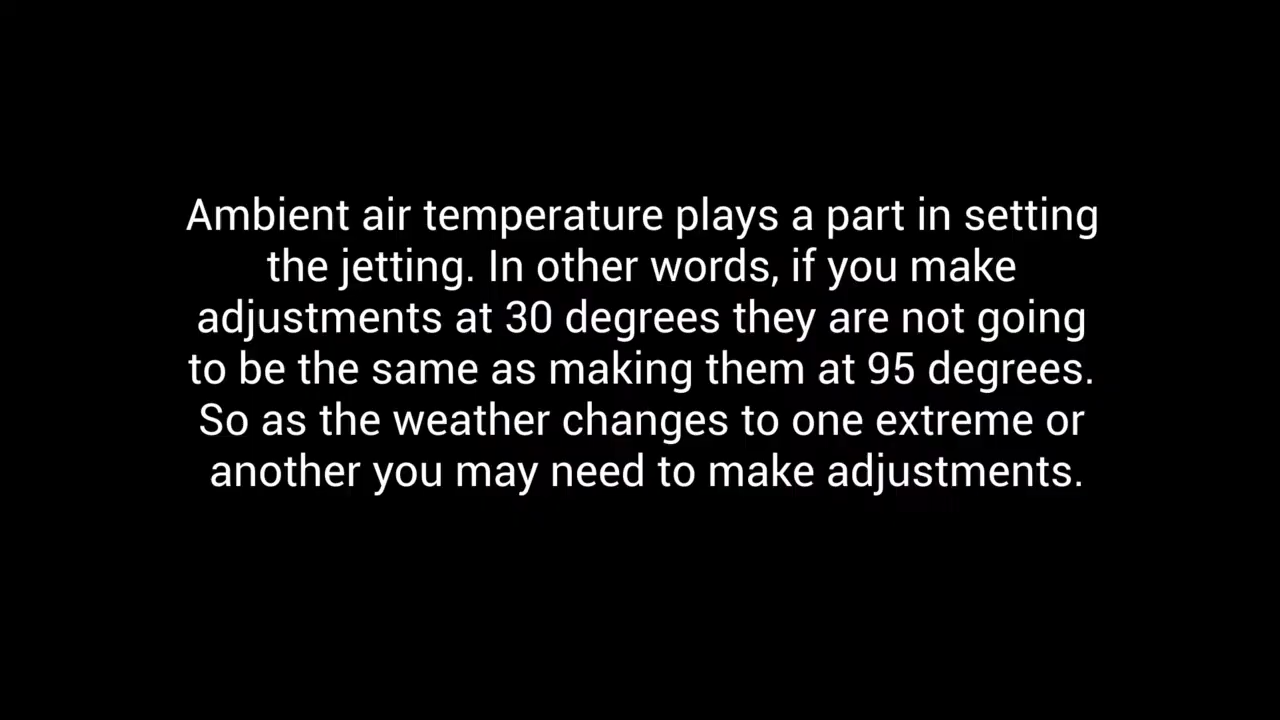 Ambient air temperature plays a part in setting
the jetting. In other words, if you make
adjustments at 30 degrees they are not going
to be the same as making them at 95 degrees.
So as the weather changes to one extreme or
another you may need to make adjustments.